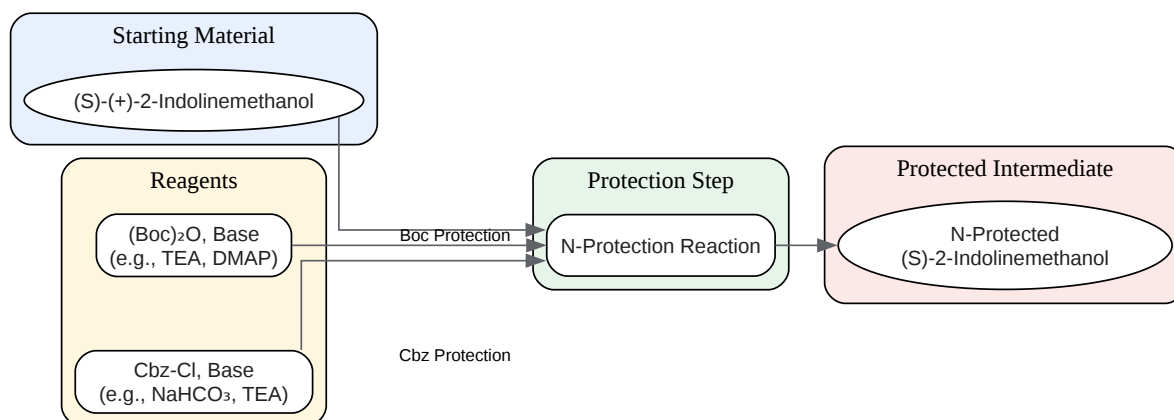 Starting Material
(S)-(+)-2-Indolinemethanol
Reagents
(Boc)₂O, Base
(e.g., TEA, DMAP)
Cbz-Cl, Base
(e.g., NaHCO₃, TEA)
Boc Protection
Cbz Protection
Protection Step
N-Protection Reaction
Protected Intermediate
N-Protected
(S)-2-Indolinemethanol